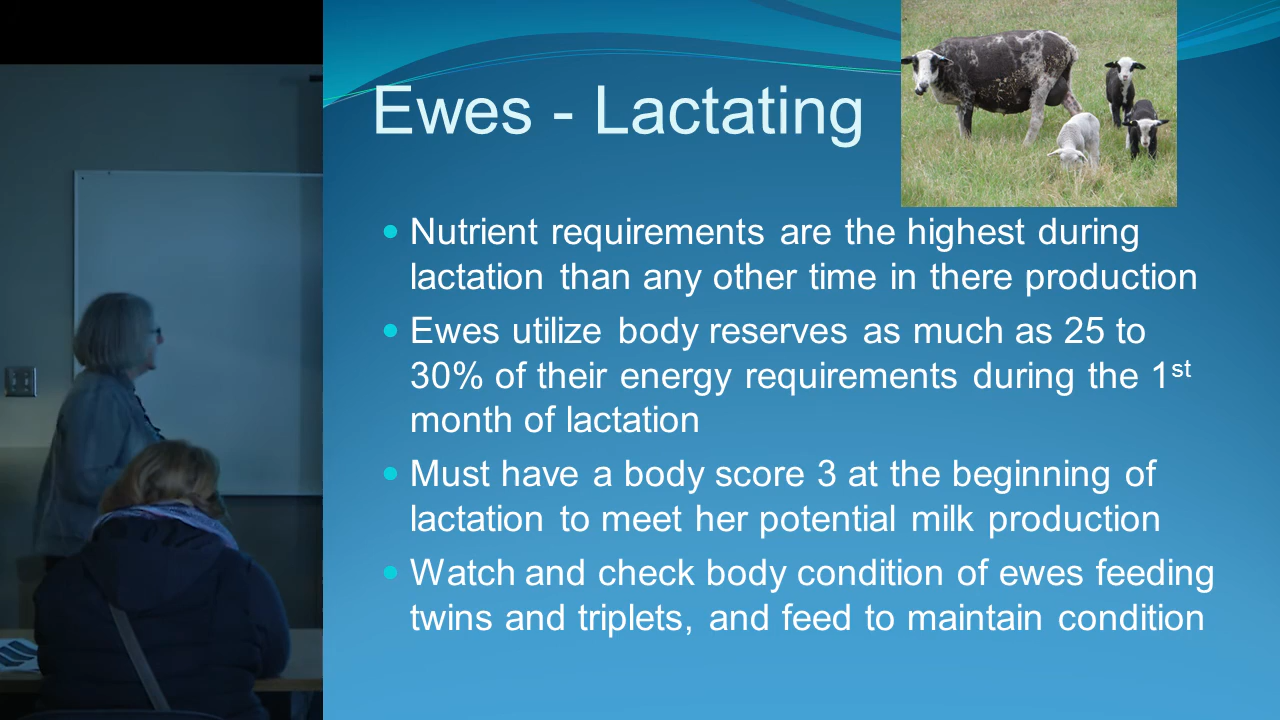 Ewes - Lactating
Nutrient requirements are the highest during
lactation than any other time in there production
Ewes utilize body reserves as much as 25 to
30% of their energy requirements during the 1st
month of lactation
Must have a body score 3 at the beginning of
lactation to meet her potential milk production
Watch and check body condition of ewes feeding
twins and triplets, and feed to maintain condition